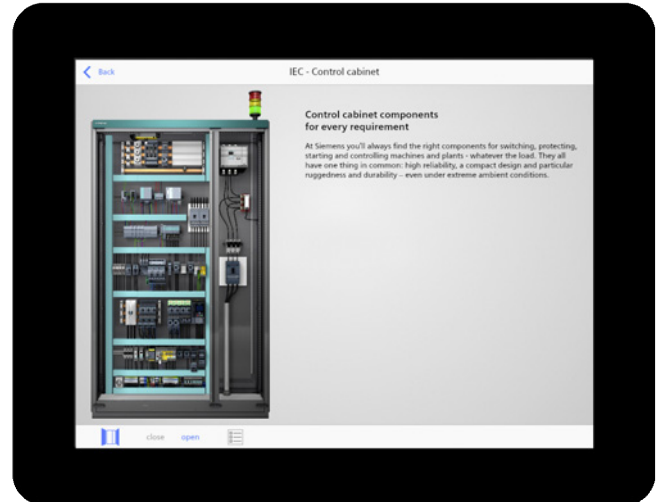 Back
IEC - Control cabinet
Control cabinet components
for every requirement
At Siemens you'll always find the right components for switching, protecting,
starting and controlling machines and plants - whatever the load. They all
have one thing in common: high reliability, a compact design and particular
ruggedness and durability – even under extreme ambient conditions.
close open